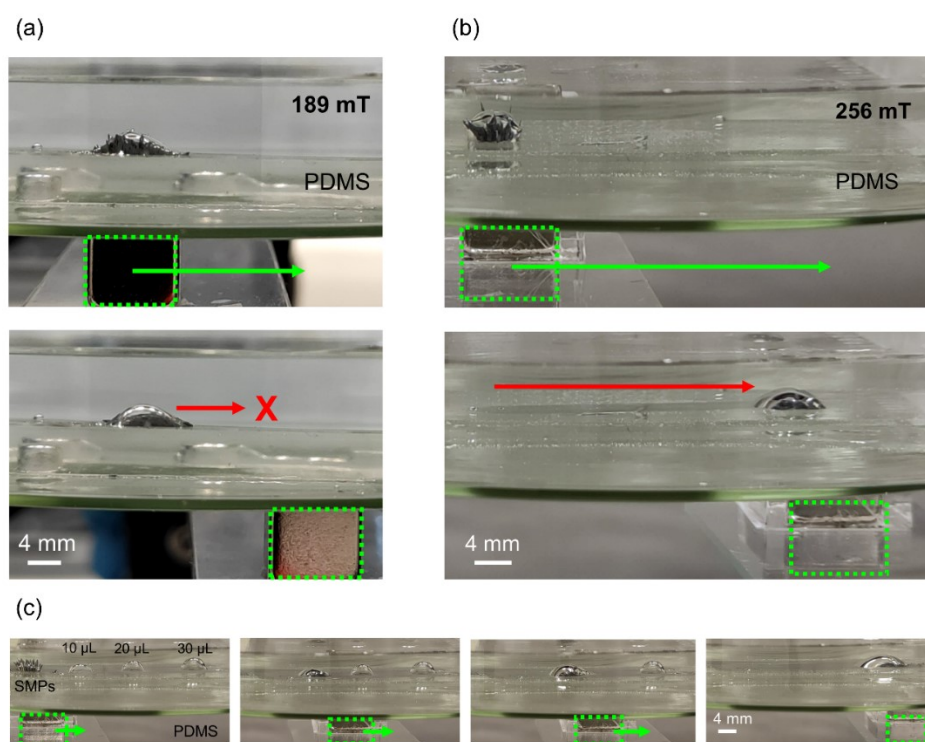 (a)
189 mT
PDMS
X
4 mm
(b)
256 mT
PDMS
4 mm
(c)
10 µL 20 µL 30 µL
SMPs
PDMS
4 mm